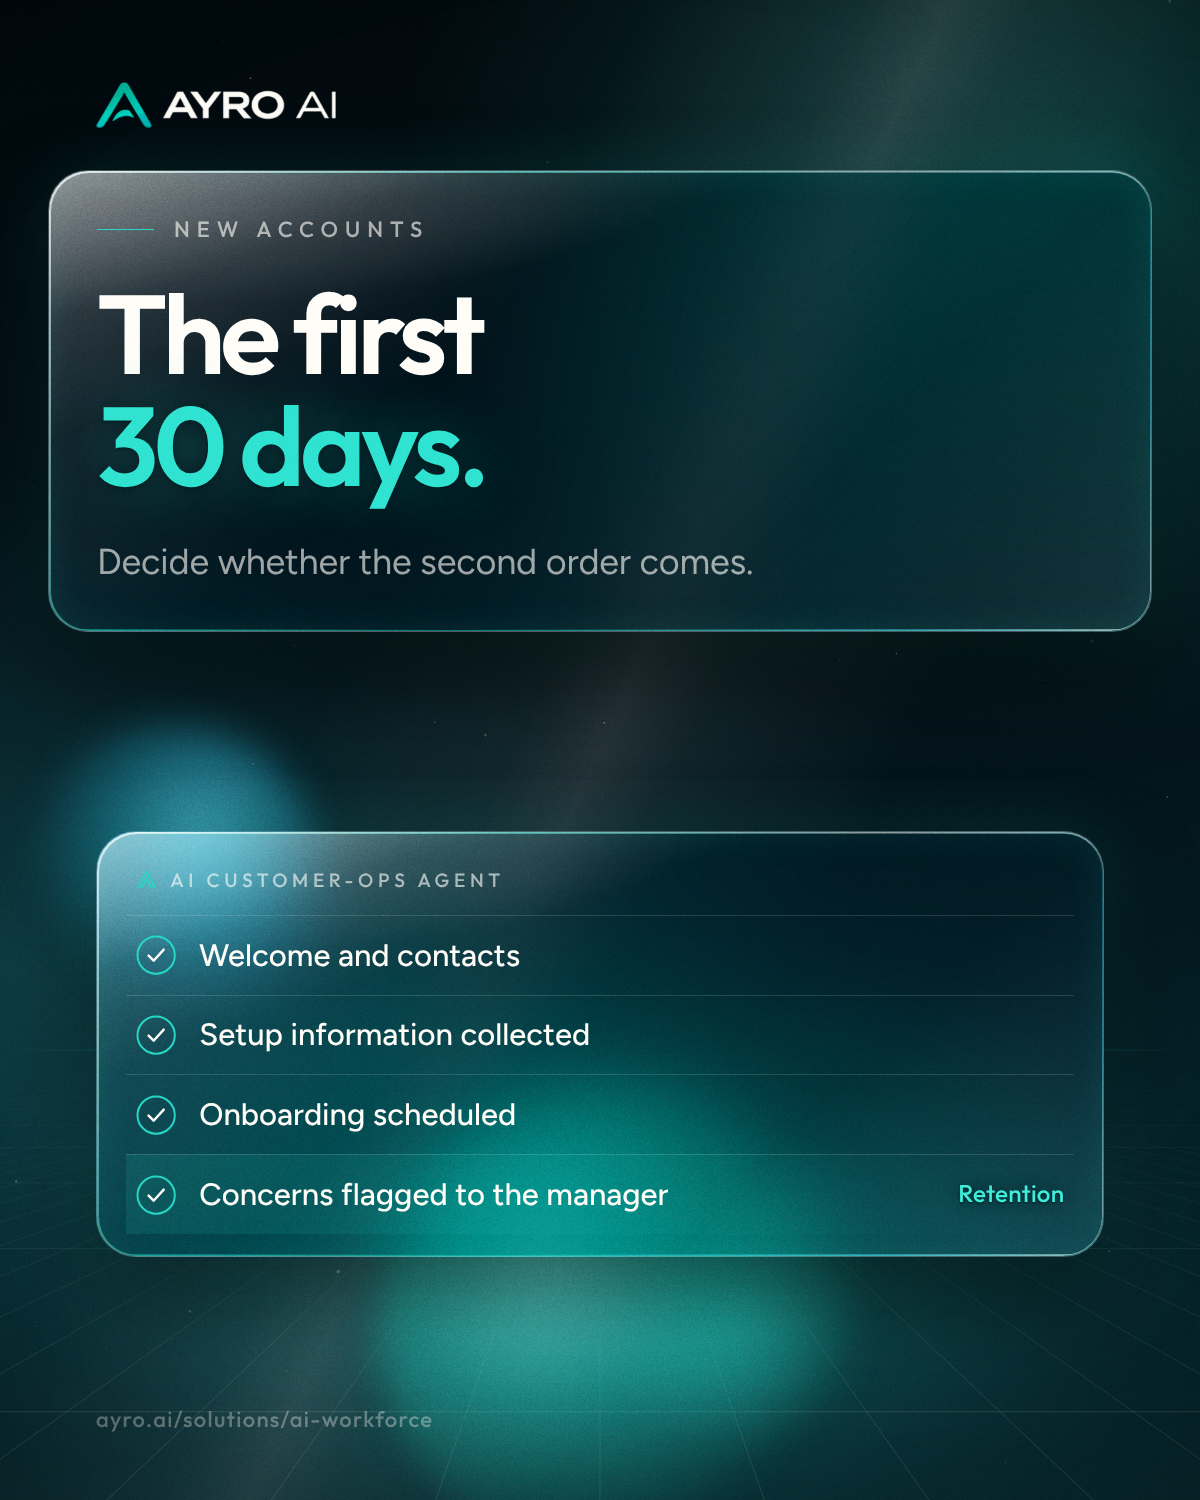 AYRO AI
NEW ACCOUNTS
The first
30 days.
Decide whether the second order comes.
AI CUSTOMER-OPS AGENT
Welcome and contacts
Setup information collected
Onboarding scheduled
Concerns flagged to the manager
Retention
ayro.ai/solutions/ai-workforce